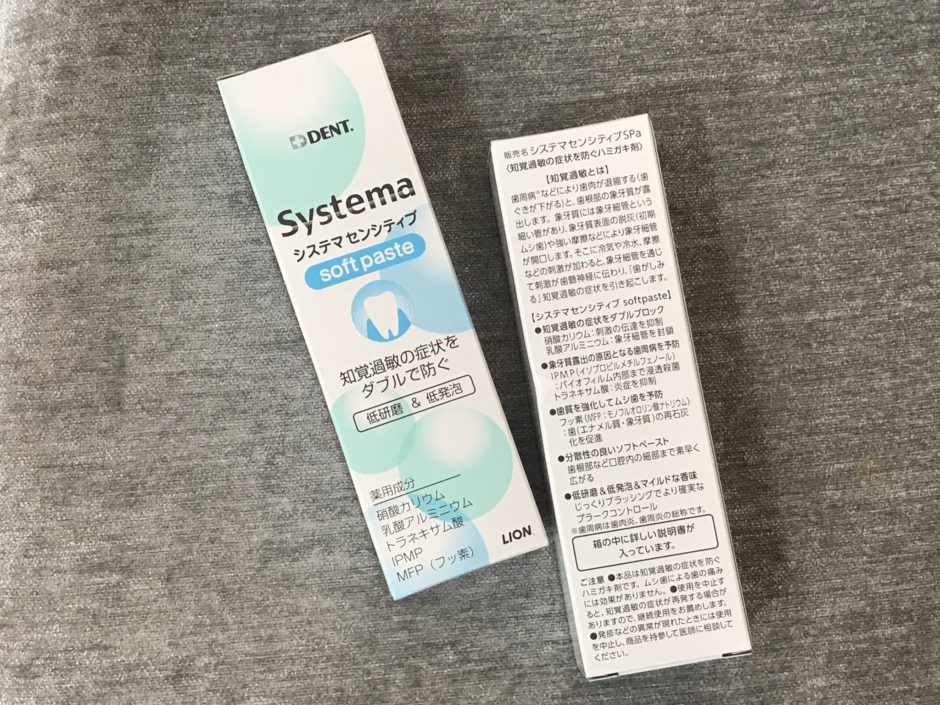 DENT.
Systema
システマ センシティブ
soft paste
知覚過敏の症状を
ダブルで防ぐ
低研磨 & 低発泡
薬用成分
硝酸カリウム
乳酸アルミニウム
トラネキサム酸
IPMP
MFP（フッ素）
LION
販売名 システマセンシティブSPa
〈知覚過敏の症状を防ぐハミガキ剤〉
【知覚過敏とは】
歯周病※などにより歯肉が退縮する(歯
ぐきが下がる)と、歯根部の象牙質が露
出します。象牙質には象牙細管という
細い管があり、象牙質表面の脱灰(初期
ムシ歯)や強い摩擦などにより象牙細管
が開口します。そこに冷気や冷水、摩擦
などの刺激が加わると、象牙細管を通じ
て刺激が歯髄神経に伝わり、「歯がしみ
る」知覚過敏の症状を引き起こします。
【システマセンシティブ softpaste】
●知覚過敏の症状をダブルブロック
硝酸カリウム:刺激の伝達を抑制
乳酸アルミニウム:象牙細管を封鎖
●象牙質露出の原因となる歯周病を予防
IPMP(イソプロピルメチルフェノール)
:バイオフィルム内部まで浸透殺菌
トラネキサム酸:炎症を抑制
●歯質を強化してムシ歯を予防
フッ素(MFP:モノフルオロリン酸ナトリウム)
:歯(エナメル質・象牙質)の再石灰
化を促進
●分散性の良いソフトペースト
歯根部など口腔内の細部まで素早く
広がる
●低研磨&低発泡&マイルドな香味
じっくりブラッシングでより確実な
プラークコントロール
※歯周病は歯肉炎、歯周炎の総称です。
箱の中に詳しい説明書が
入っています。
ご注意 ●本品は知覚過敏の症状を防ぐ
ハミガキ剤です。ムシ歯による歯の痛み
には効果がありません。●使用を中止す
ると、知覚過敏の症状が再発する場合が
ありますので、継続使用をお薦めします。
●発疹などの異常が現れたときには使用
を中止し、商品を持参して医師に相談して
ください。